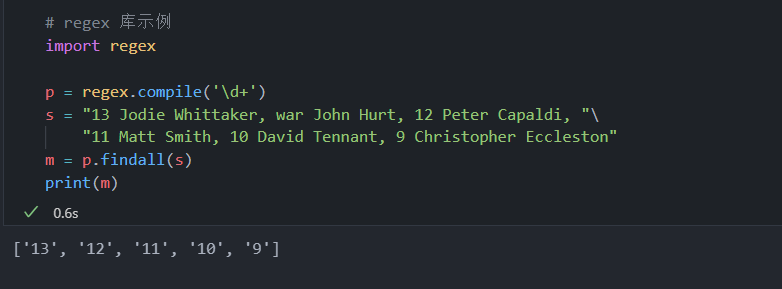 # regex 库示例
import regex
p = regex.compile('\d+')
s = "13 Jodie Whittaker, war John Hurt, 12 Peter Capaldi, "\
"11 Matt Smith, 10 David Tennant, 9 Christopher Eccleston"
m = p.findall(s)
print(m)
0.6s
['13', '12', '11', '10', '9']